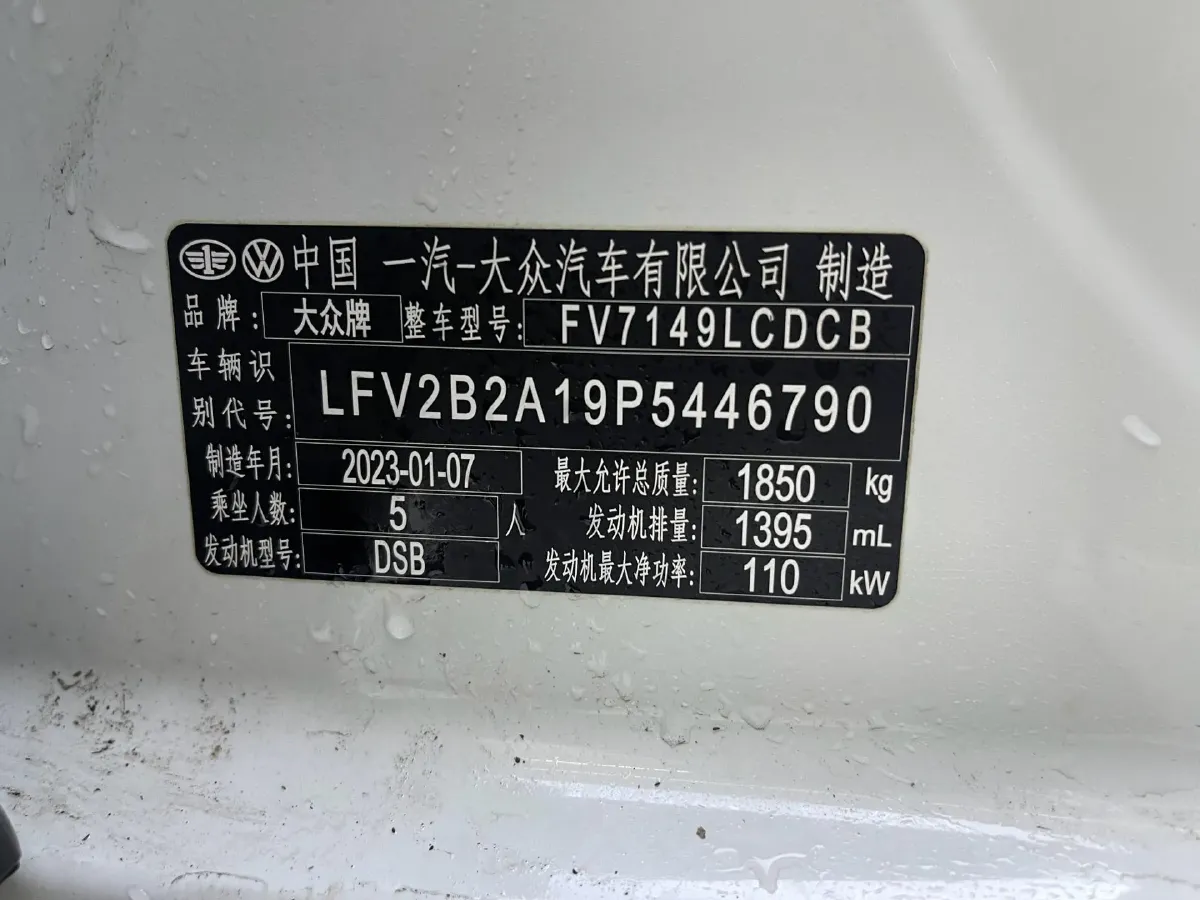 中国 一汽-大众汽车有限公司 制造
品牌: 大众牌 整车型号: FV7149LCDCB
车辆识别代号: LFV2B2A19P5446790
制造年月: 2023-01-07 最大允许总质量: 1850 kg
乘坐人数: 5 人 发动机排量: 1395 mL
发动机型号: DSB 发动机最大净功率: 110 kW